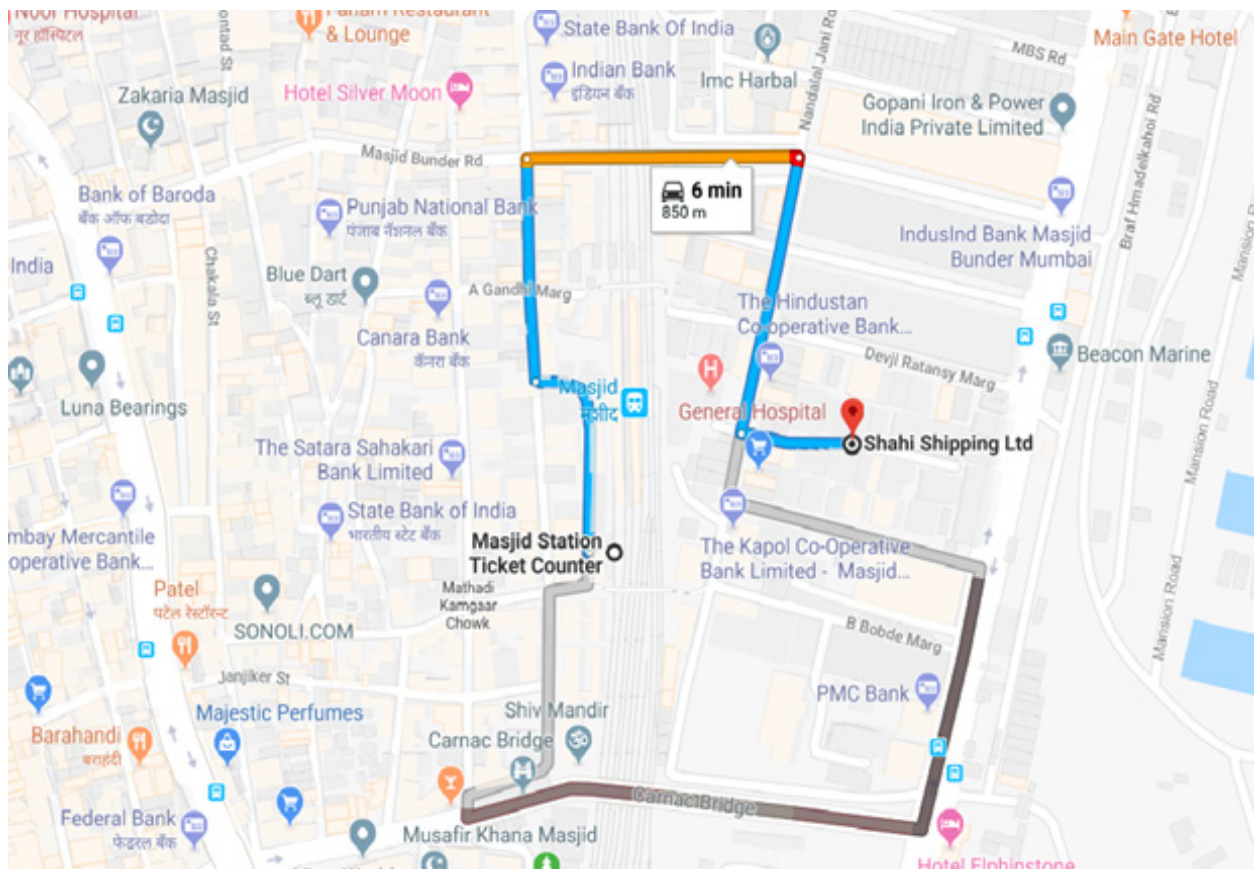 Noor Hospital
नूर हॉस्पिटल
& Lounge
State Bank Of India
Main Gate Hotel
MBS Rd
Indian Bank
इंडियन बँक
Imc Harbal
Nandalal Jani Rd
Hotel Silver Moon
Zakaria Masjid
Gopani Iron & Power
India Private Limited
Braf Hmadelkahoi Rd
Masjid Bunder Rd
6 min
850 m
Bank of Baroda
बँक ऑफ बडोदा
Punjab National Bank
पंजाब नॅशनल बँक
IndusInd Bank Masjid
Bunder Mumbai
India
Chakala St
Blue Dart
ब्लू डार्ट
A Gandhi Marg
The Hindustan
Co-operative Bank...
Canara Bank
कॅनरा बँक
Devji Ratansy Marg
Beacon Marine
Luna Bearings
Masjid
General Hospital
Mansion Road
Shahi Shipping Ltd
The Satara Sahakari
Bank Limited
State Bank of India
भारतीय स्टेट बँक
mbay Mercantile
operative Bank...
Masjid Station
Ticket Counter
The Kapol Co-Operative
Bank Limited - Masjid...
Patel
पटेल रेस्टॉरन्ट
SONOLI.COM
Mathadi
Kamgaar
Chowk
Mansion Road
B Bobde Marg
Janjiker St
PMC Bank
Majestic Perfumes
Shiv Mandir
Barahandi
बराहंदी
Carnac Bridge
Carnac Bridge
Federal Bank
फेडरल बँक
Musafir Khana Masjid
Hotel Elphinstone